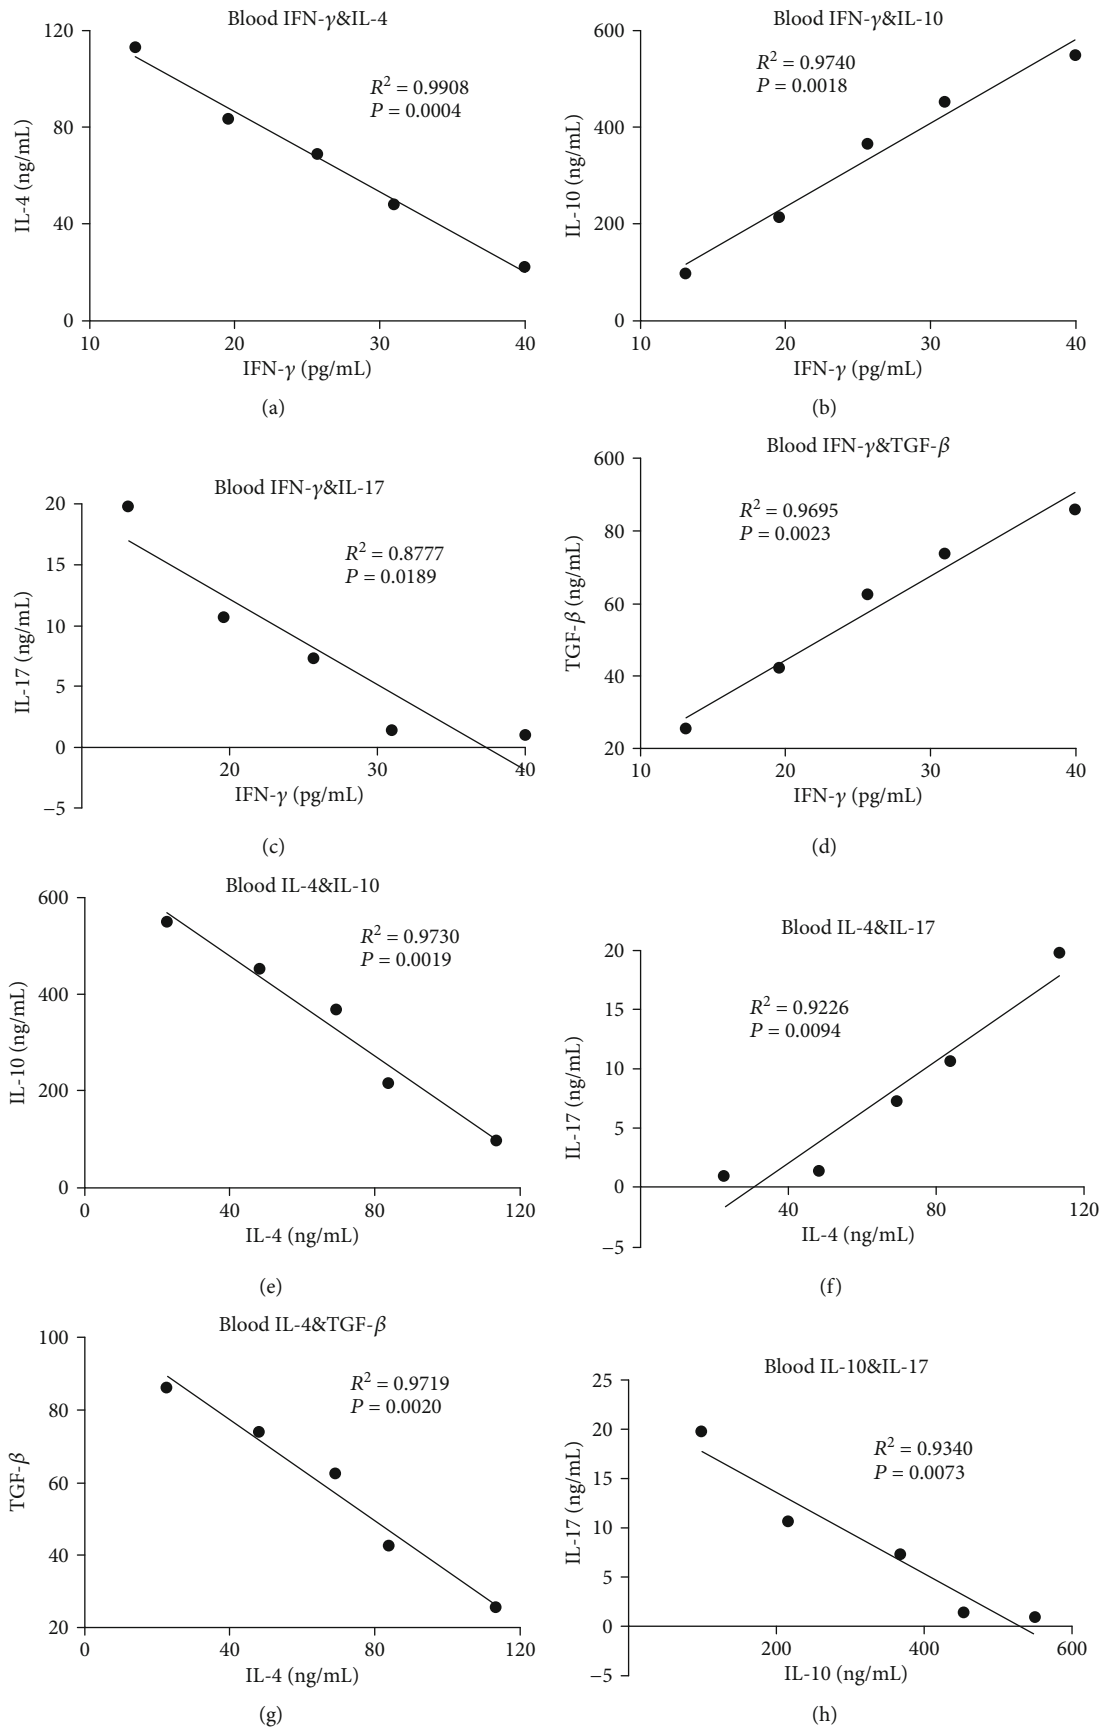 Blood IFN-γ&IL-4
120
80
40
0
IL-4 (ng/mL)
R² = 0.9908
P = 0.0004
10 20 30 40
IFN-γ (pg/mL)
(a)
Blood IFN-γ&IL-10
600
400
200
0
IL-10 (ng/mL)
R² = 0.9740
P = 0.0018
10 20 30 40
IFN-γ (pg/mL)
(b)
Blood IFN-γ&IL-17
20
15
10
5
0
−5
IL-17 (ng/mL)
R² = 0.8777
P = 0.0189
20 30 40
IFN-γ (pg/mL)
(c)
Blood IFN-γ&TGF-β
600
80
60
40
20
TGF-β (ng/mL)
R² = 0.9695
P = 0.0023
10 20 30 40
IFN-γ (pg/mL)
(d)
Blood IL-4&IL-10
600
400
200
0
IL-10 (ng/mL)
R² = 0.9730
P = 0.0019
0 40 80 120
IL-4 (ng/mL)
(e)
Blood IL-4&IL-17
20
15
10
5
0
−5
IL-17 (ng/mL)
R² = 0.9226
P = 0.0094
40 80 120
IL-4 (ng/mL)
(f)
Blood IL-4&TGF-β
100
80
60
40
20
TGF-β
R² = 0.9719
P = 0.0020
0 40 80 120
IL-4 (ng/mL)
(g)
Blood IL-10&IL-17
25
20
15
10
5
0
−5
IL-17 (ng/mL)
R² = 0.9340
P = 0.0073
200 400 600
IL-10 (ng/mL)
(h)